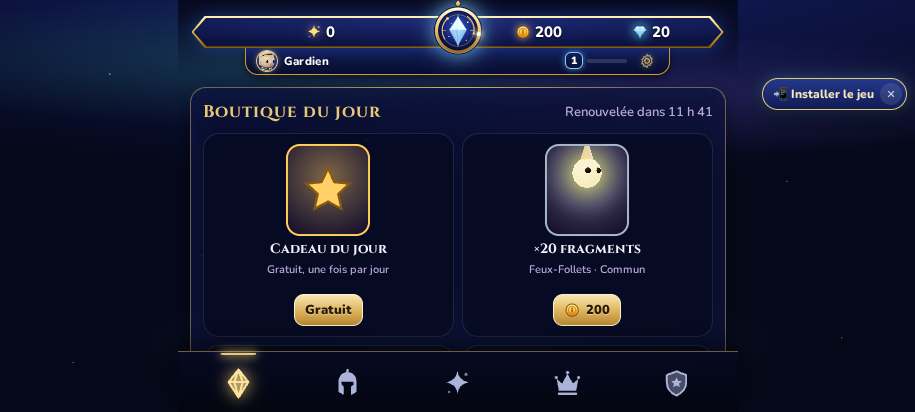 0
200
20
Gardien
1
Installer le jeu
Boutique du jour
Renouvelée dans 11 h 41
Cadeau du jour
Gratuit, une fois par jour
Gratuit
×20 fragments
Feux-Follets · Commun
200